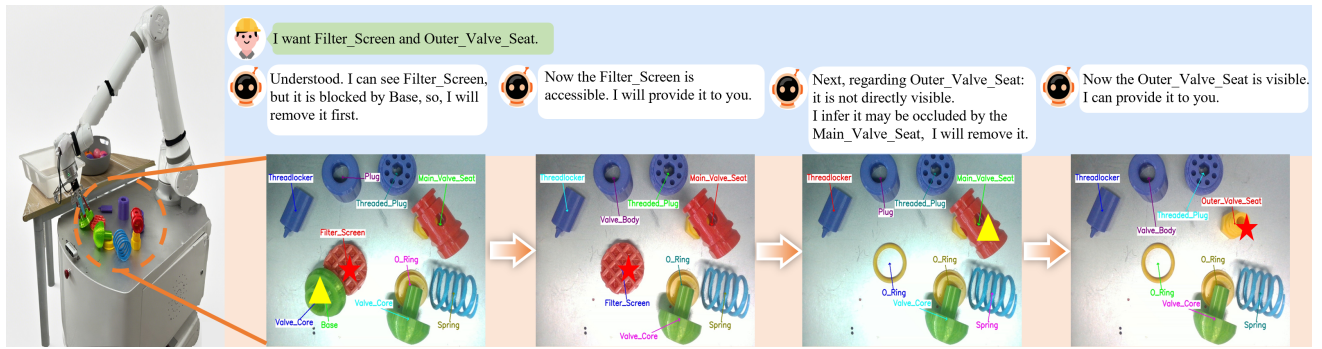 I want Filter_Screen and Outer_Valve_Seat.
Understood. I can see Filter_Screen,
but it is blocked by Base, so, I will
remove it first.
Now the Filter_Screen is
accessible. I will provide it to you.
Next, regarding Outer_Valve_Seat:
it is not directly visible.
I infer it may be occluded by the
Main_Valve_Seat, I will remove it.
Now the Outer_Valve_Seat is visible.
I can provide it to you.
Threadlocker
Plug
Main_Valve_Seat
Threaded_Plug
Filter_Screen
O_Ring
Valve_Core
Valve_Core
Base
Spring
Threadlocker
Main_Valve_Seat
Threaded_Plug
Valve_Body
O_Ring
Valve_Core
Filter_Screen
Spring
Valve_Core
Threadlocker
Main_Valve_Seat
Threaded_Plug
Plug
O_Ring
O_Ring
Valve_Core
Spring
Threadlocker
Outer_Valve_Seat
Threaded_Plug
Valve_Body
O_Ring
O_Ring
Valve_Core
Spring